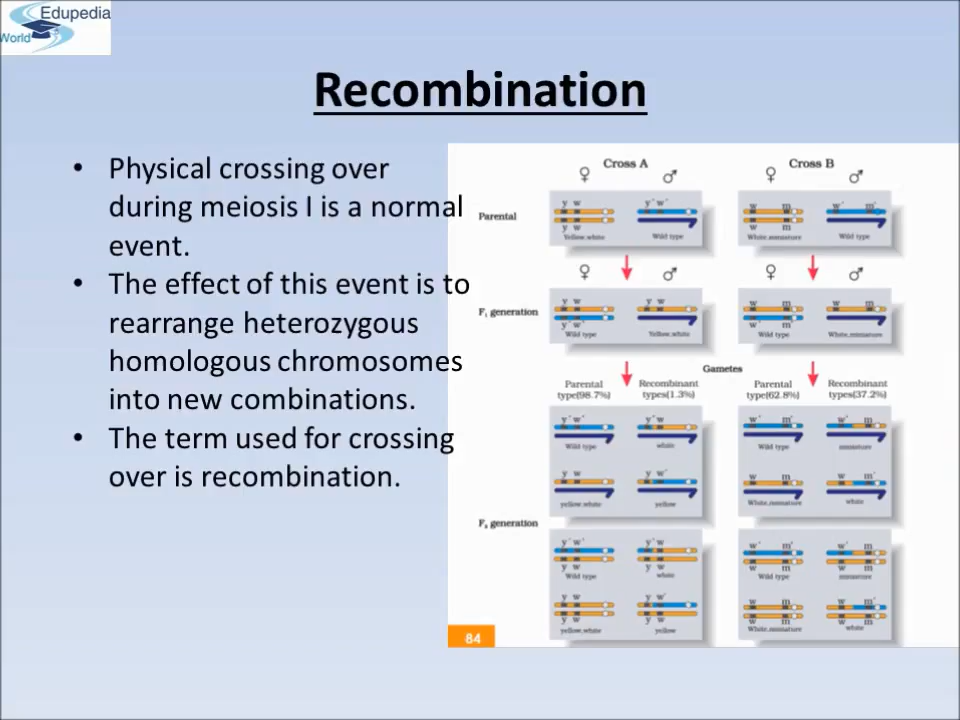 Edupedia
World
Recombination
• Physical crossing over
during meiosis I is a normal
event.
• The effect of this event is to
rearrange heterozygous
homologous chromosomes
into new combinations.
• The term used for crossing
over is recombination.
Cross A Cross B
♀ ♂ ♀ ♂
Parental
y w y⁺ w⁺ w m w⁺ m⁺
y w w m
Yellow,white Wild type White,miniature Wild type
♀ ♂ ♀ ♂
F₁ generation
y w y w w m w m
y⁺ w⁺ w⁺ m⁺
Wild type Yellow,white Wild type White,miniature
Gametes
Parental Recombinant Parental Recombinant
type(98.7%) types(1.3%) type(62.8%) types(37.2%)
y⁺ w⁺ y⁺ w w⁺ m⁺ w⁺ m
Wild type white Wild type miniature
y w y w⁺ w m w m⁺
yellow,white yellow White,miniature white
F₂ generation
y⁺ w⁺ y⁺ w w⁺ m⁺ w⁺ m
y w y w w m w m
Wild type white Wild type miniature
y w y w⁺ w m w m⁺
y w y w w m w m
yellow,white yellow White,miniature white
84